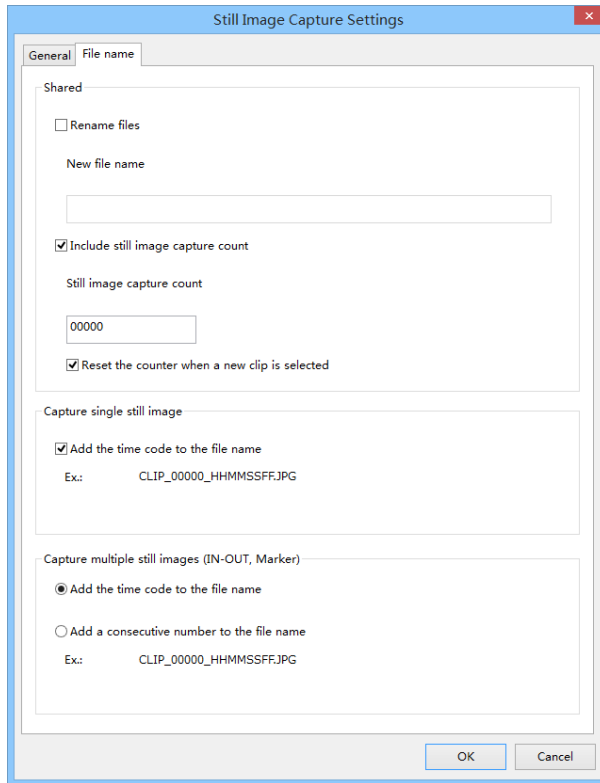 Still Image Capture Settings
General File name
Shared
Rename files
New file name
Include still image capture count
Still image capture count
00000
Reset the counter when a new clip is selected
Capture single still image
Add the time code to the file name
Ex.: CLIP_00000_HHMMSSFF.JPG
Capture multiple still images (IN-OUT, Marker)
Add the time code to the file name
Add a consecutive number to the file name
Ex.: CLIP_00000_HHMMSSFF.JPG
OK Cancel